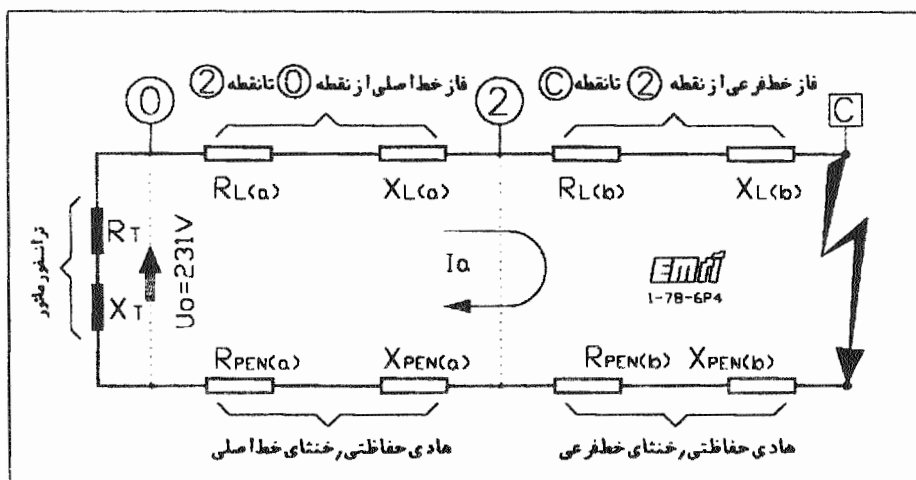 فاز خط اصلی از نقطه 0 تا نقطه 2
فاز خط فرعی از نقطه 2 تا نقطه C
0
2
C
RL(a)
XL(a)
RL(b)
XL(b)
ترانسفورماتور
RT
XT
Uo=231V
Ia
EMRI
1-78-6P4
RPEN(a)
XPEN(a)
RPEN(b)
XPEN(b)
هادی حفاظتی, خنثای خط اصلی
هادی حفاظتی, خنثای خط فرعی